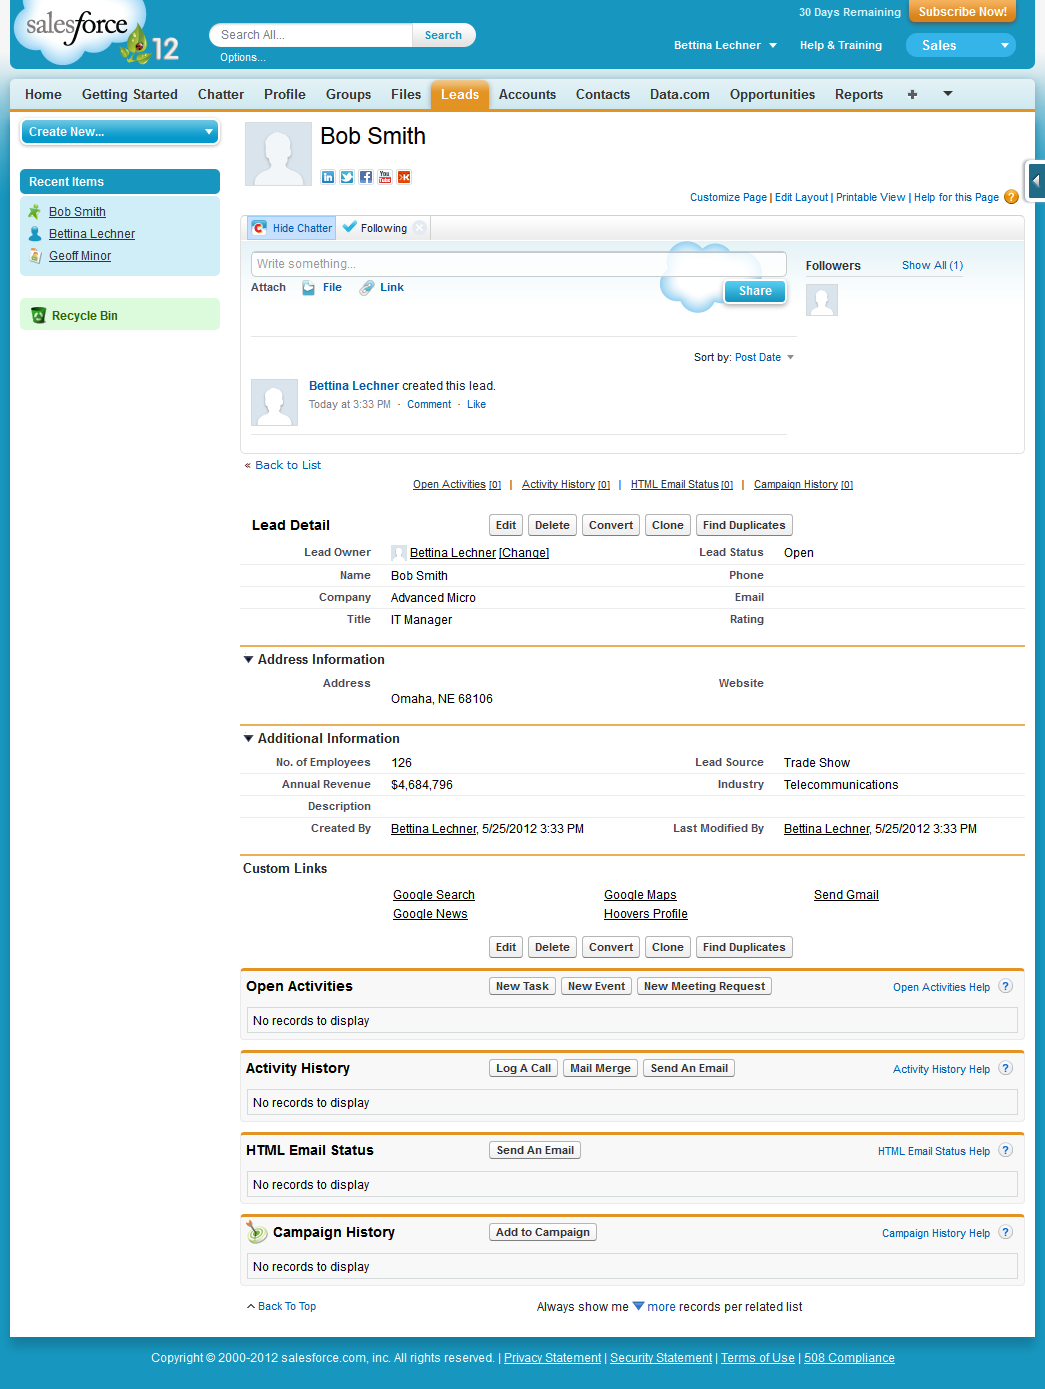 30 Days Remaining Subscribe Now!
salesforce 12
Search All... Search
Options...
Bettina Lechner Help & Training Sales
Home Getting Started Chatter Profile Groups Files Leads Accounts Contacts Data.com Opportunities Reports +
Create New...
Recent Items
Bob Smith
Bettina Lechner
Geoff Minor
Recycle Bin
Bob Smith
in You Tube
Customize Page | Edit Layout | Printable View | Help for this Page ?
Hide Chatter Following
Write something...
Attach File Link Share
Followers Show All (1)
Sort by: Post Date
Bettina Lechner created this lead.
Today at 3:33 PM · Comment · Like
« Back to List
Open Activities [0] | Activity History [0] | HTML Email Status [0] | Campaign History [0]
Lead Detail Edit Delete Convert Clone Find Duplicates
Lead Owner Bettina Lechner [Change] Lead Status Open
Name Bob Smith Phone
Company Advanced Micro Email
Title IT Manager Rating
Address Information
Address Website
Omaha, NE 68106
Additional Information
No. of Employees 126 Lead Source Trade Show
Annual Revenue $4,684,796 Industry Telecommunications
Description
Created By Bettina Lechner, 5/25/2012 3:33 PM Last Modified By Bettina Lechner, 5/25/2012 3:33 PM
Custom Links
Google Search Google Maps Send Gmail
Google News Hoovers Profile
Edit Delete Convert Clone Find Duplicates
Open Activities New Task New Event New Meeting Request Open Activities Help ?
No records to display
Activity History Log A Call Mail Merge Send An Email Activity History Help ?
No records to display
HTML Email Status Send An Email HTML Email Status Help ?
No records to display
Campaign History Add to Campaign Campaign History Help ?
No records to display
^ Back To Top Always show me more records per related list
Copyright © 2000-2012 salesforce.com, inc. All rights reserved. | Privacy Statement | Security Statement | Terms of Use | 508 Compliance